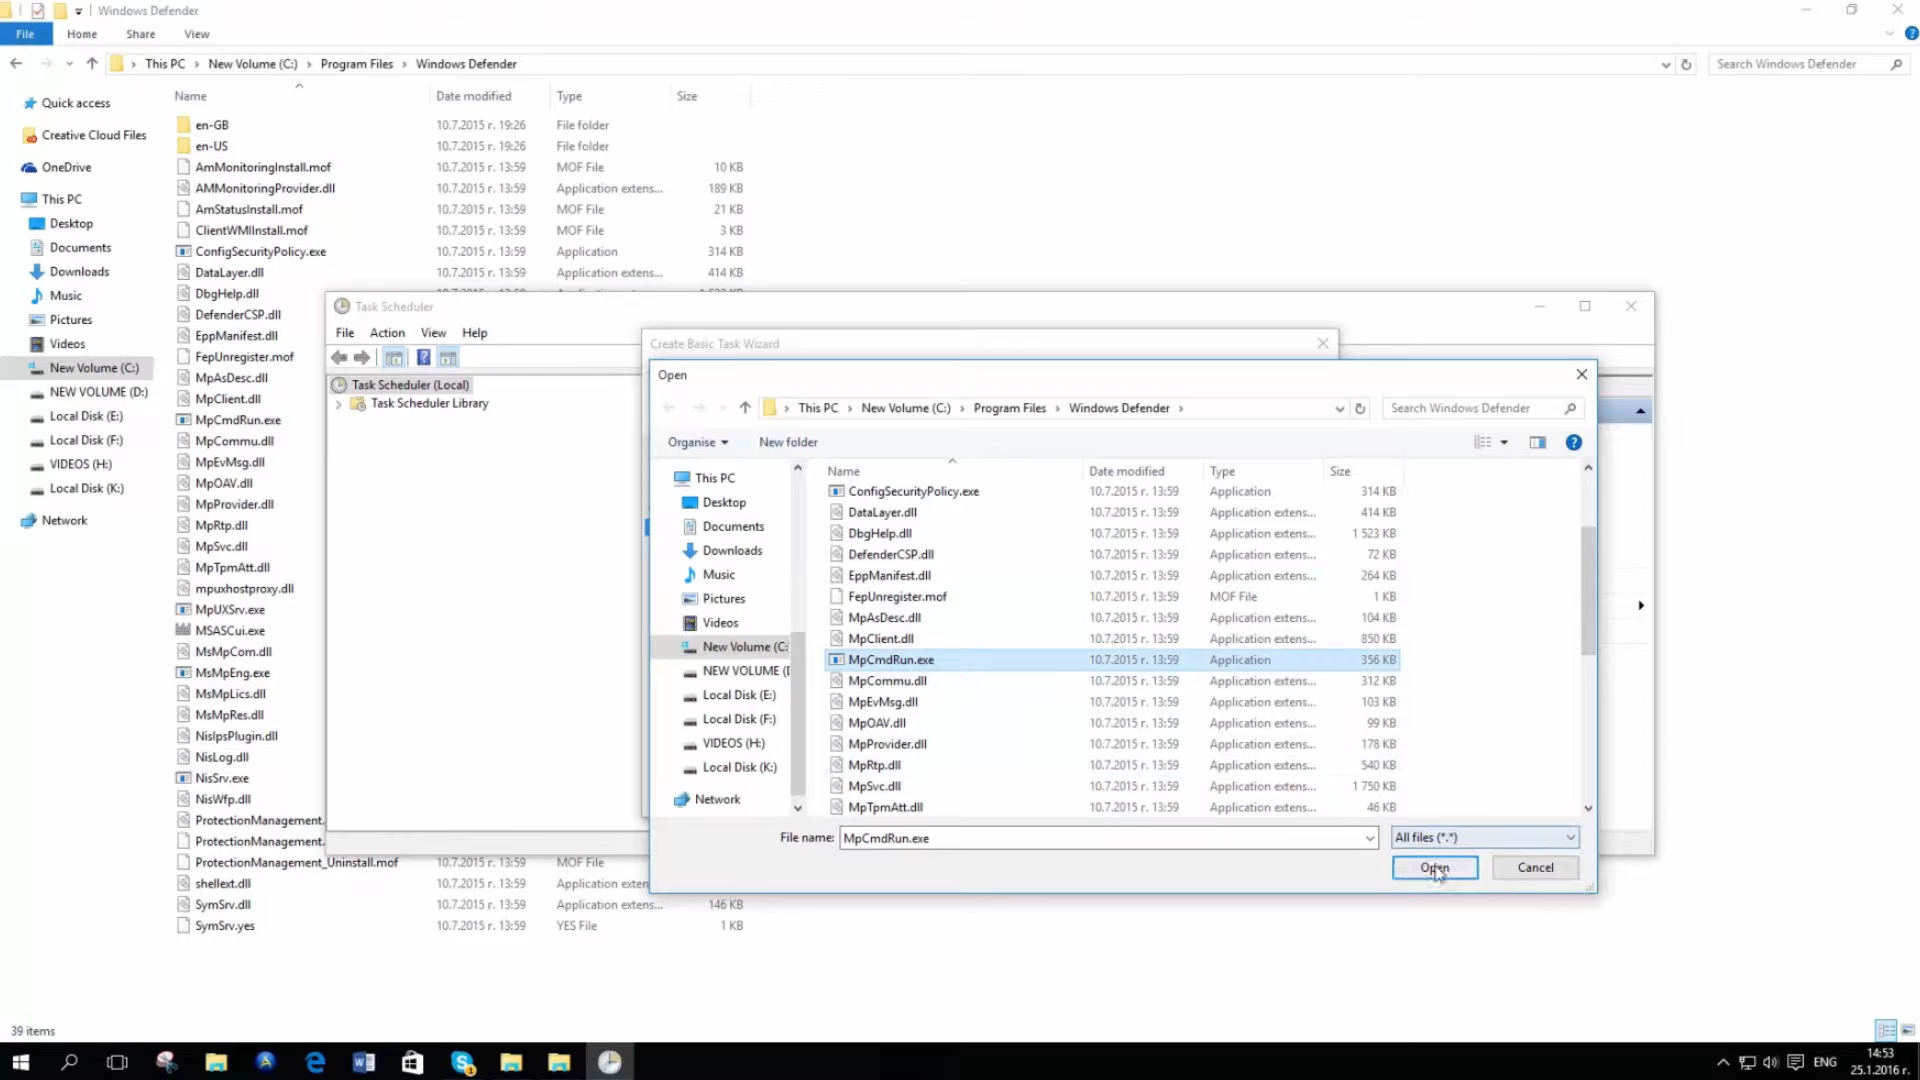 Windows Defender
File Home Share View
This PC New Volume (C:) Program Files Windows Defender
Search Windows Defender
Quick access
Creative Cloud Files
OneDrive
This PC
Desktop
Documents
Downloads
Music
Pictures
Videos
New Volume (C:)
NEW VOLUME (D:)
Local Disk (E:)
Local Disk (F:)
VIDEOS (H:)
Local Disk (K:)
Network
Name Date modified Type Size
en-GB 10.7.2015 г. 19:26 File folder
en-US 10.7.2015 г. 19:26 File folder
AmMonitoringInstall.mof 10.7.2015 г. 13:59 MOF File 10 KB
AMMonitoringProvider.dll 10.7.2015 г. 13:59 Application extens... 189 KB
AmStatusInstall.mof 10.7.2015 г. 13:59 MOF File 21 KB
ClientWMIInstall.mof 10.7.2015 г. 13:59 MOF File 3 KB
ConfigSecurityPolicy.exe 10.7.2015 г. 13:59 Application 314 KB
DataLayer.dll 10.7.2015 г. 13:59 Application extens... 414 KB
DbgHelp.dll
DefenderCSP.dll
EppManifest.dll
FepUnregister.mof
MpAsDesc.dll
MpClient.dll
MpCmdRun.exe
MpCommu.dll
MpEvMsg.dll
MpOAV.dll
MpProvider.dll
MpRtp.dll
MpSvc.dll
MpTpmAtt.dll
mpuxhostproxy.dll
MpUXSrv.exe
MSASCui.exe
MsMpCom.dll
MsMpEng.exe
MsMpLics.dll
MsMpRes.dll
NisIpsPlugin.dll
NisLog.dll
NisSrv.exe
NisWfp.dll
ProtectionManagement.
ProtectionManagement.
ProtectionManagement_Uninstall.mof 10.7.2015 г. 13:59 MOF File
shellext.dll 10.7.2015 г. 13:59 Application exten
SymSrv.dll 10.7.2015 г. 13:59 Application extens... 146 KB
SymSrv.yes 10.7.2015 г. 13:59 YES File 1 KB
39 items
Task Scheduler
File Action View Help
Task Scheduler (Local)
Task Scheduler Library
Create Basic Task Wizard
Open
This PC New Volume (C:) Program Files Windows Defender
Search Windows Defender
Organise New folder
This PC
Desktop
Documents
Downloads
Music
Pictures
Videos
New Volume (C:
NEW VOLUME (D
Local Disk (E:)
Local Disk (F:)
VIDEOS (H:)
Local Disk (K:)
Network
Name Date modified Type Size
ConfigSecurityPolicy.exe 10.7.2015 г. 13:59 Application 314 KB
DataLayer.dll 10.7.2015 г. 13:59 Application extens... 414 KB
DbgHelp.dll 10.7.2015 г. 13:59 Application extens... 1 523 KB
DefenderCSP.dll 10.7.2015 г. 13:59 Application extens... 72 KB
EppManifest.dll 10.7.2015 г. 13:59 Application extens... 264 KB
FepUnregister.mof 10.7.2015 г. 13:59 MOF File 1 KB
MpAsDesc.dll 10.7.2015 г. 13:59 Application extens... 104 KB
MpClient.dll 10.7.2015 г. 13:59 Application extens... 850 KB
MpCmdRun.exe 10.7.2015 г. 13:59 Application 356 KB
MpCommu.dll 10.7.2015 г. 13:59 Application extens... 312 KB
MpEvMsg.dll 10.7.2015 г. 13:59 Application extens... 103 KB
MpOAV.dll 10.7.2015 г. 13:59 Application extens... 99 KB
MpProvider.dll 10.7.2015 г. 13:59 Application extens... 178 KB
MpRtp.dll 10.7.2015 г. 13:59 Application extens... 540 KB
MpSvc.dll 10.7.2015 г. 13:59 Application extens... 1 750 KB
MpTpmAtt.dll 10.7.2015 г. 13:59 Application extens... 46 KB
File name: MpCmdRun.exe All files (*.*)
Open Cancel
ENG
14:53
25.1.2016 г.